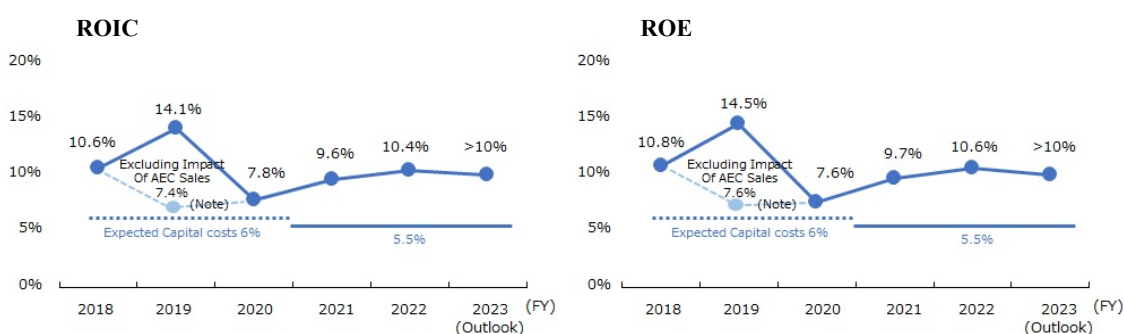 ROIC
20%
15%
10%
5%
0%
10.6%
14.1%
7.8%
9.6%
10.4%
>10%
Excluding Impact
Of AEC Sales
7.4%
(Note)
Expected Capital costs 6%
5.5%
2018
2019
2020
2021
2022
2023
(Outlook)
(FY)
ROE
20%
15%
10%
5%
0%
10.8%
14.5%
7.6%
9.7%
10.6%
>10%
Excluding Impact
Of AEC Sales
7.6%
(Note)
Expected Capital costs 6%
5.5%
2018
2019
2020
2021
2022
2023
(Outlook)
(FY)